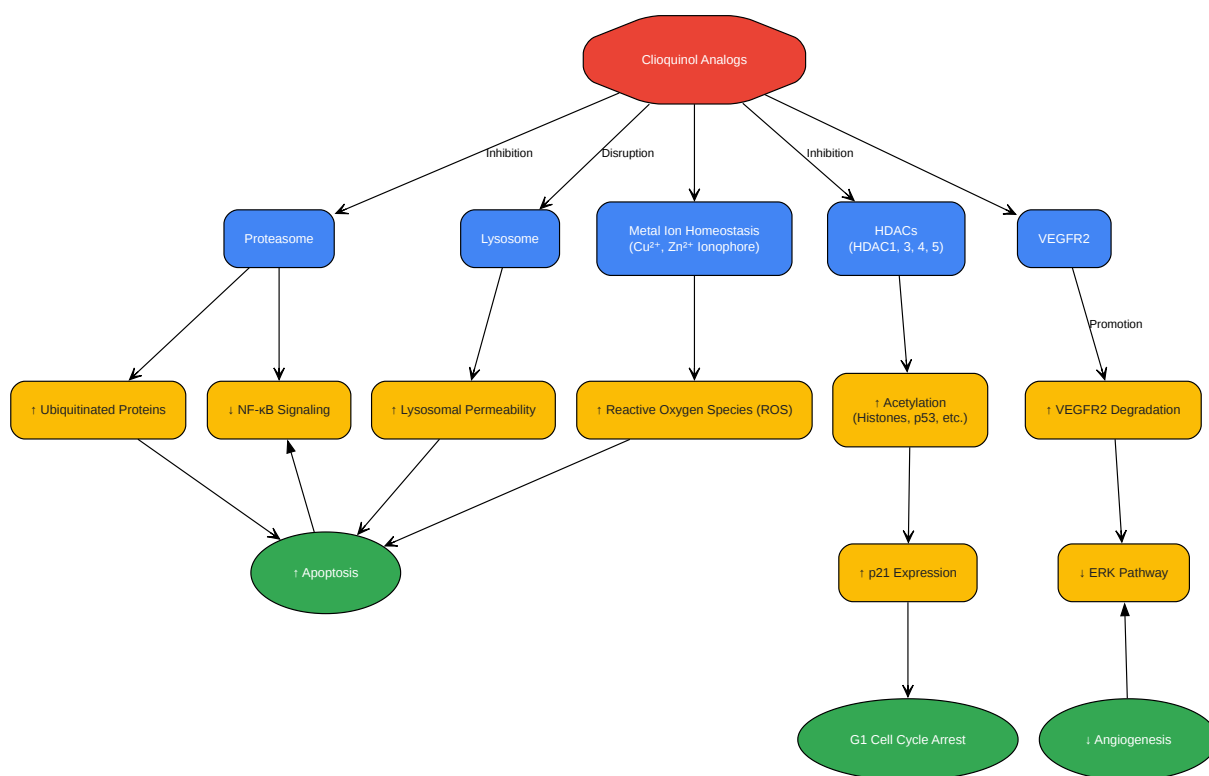 Clioquinol Analogs
Inhibition
Disruption
Inhibition
Proteasome
Lysosome
Metal Ion Homeostasis
(Cu²⁺, Zn²⁺ Ionophore)
HDACs
(HDAC1, 3, 4, 5)
VEGFR2
Promotion
↑ Ubiquitinated Proteins
↓ NF-κB Signaling
↑ Lysosomal Permeability
↑ Reactive Oxygen Species (ROS)
↑ Acetylation
(Histones, p53, etc.)
↑ VEGFR2 Degradation
↑ Apoptosis
↑ p21 Expression
↓ ERK Pathway
G1 Cell Cycle Arrest
↓ Angiogenesis